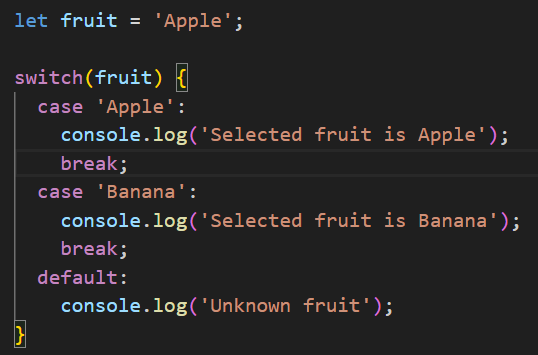 let fruit = 'Apple';
switch(fruit) {
case 'Apple':
console.log('Selected fruit is Apple');
break;
case 'Banana':
console.log('Selected fruit is Banana');
break;
default:
console.log('Unknown fruit');
}